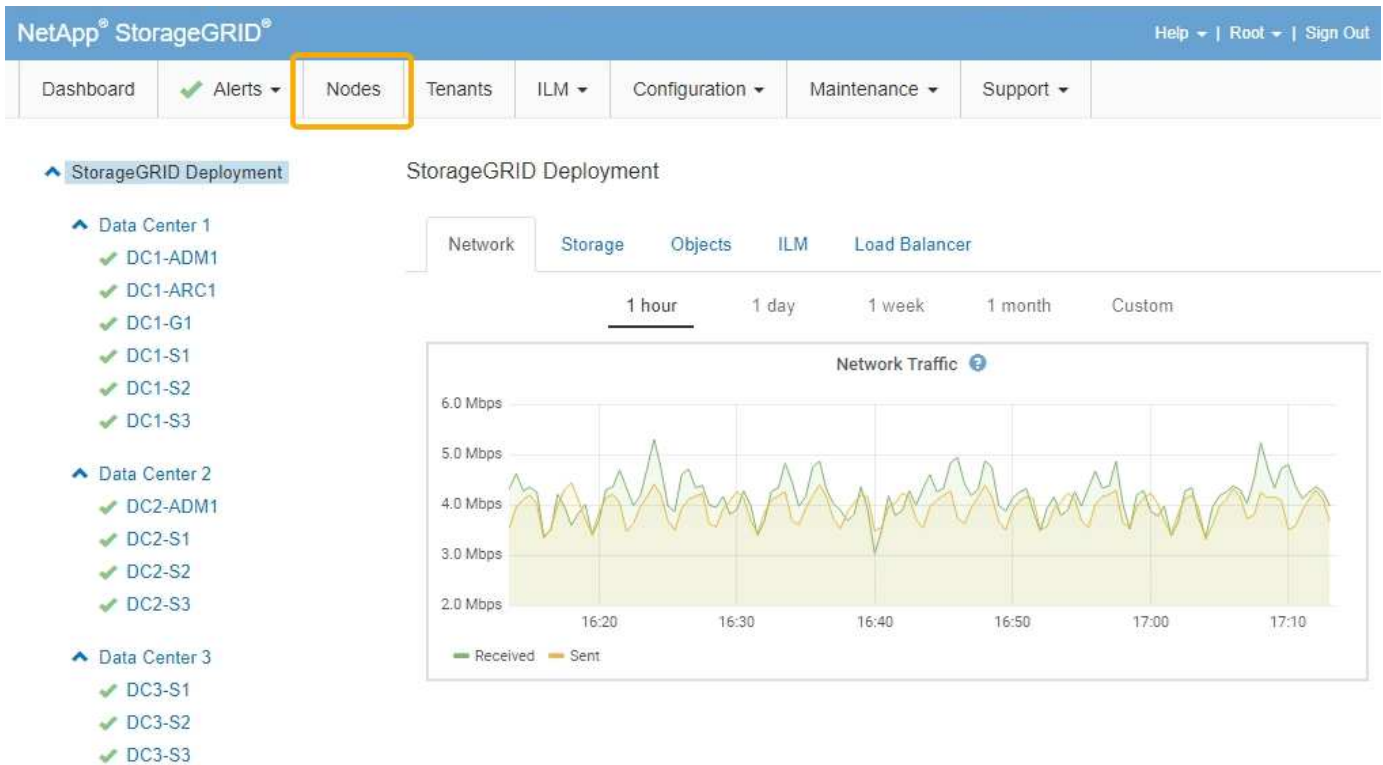 NetApp® StorageGRID®
Help | Root | Sign Out
Dashboard Alerts Nodes Tenants ILM Configuration Maintenance Support
StorageGRID Deployment
Data Center 1
DC1-ADM1
DC1-ARC1
DC1-G1
DC1-S1
DC1-S2
DC1-S3
Data Center 2
DC2-ADM1
DC2-S1
DC2-S2
DC2-S3
Data Center 3
DC3-S1
DC3-S2
DC3-S3
StorageGRID Deployment
Network Storage Objects ILM Load Balancer
1 hour 1 day 1 week 1 month Custom
Network Traffic ?
6.0 Mbps
5.0 Mbps
4.0 Mbps
3.0 Mbps
2.0 Mbps
16:20 16:30 16:40 16:50 17:00 17:10
Received Sent